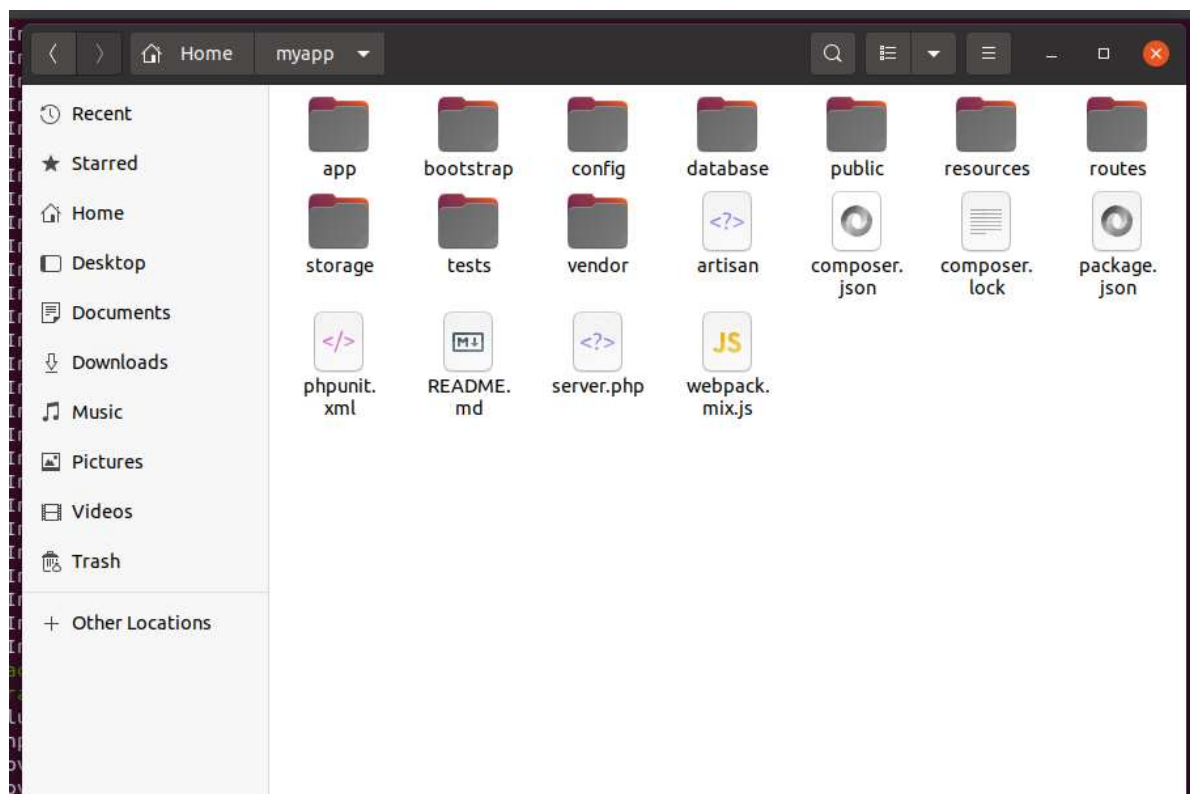 Home myapp
Recent
Starred
Home
Desktop
Documents
Downloads
Music
Pictures
Videos
Trash
+ Other Locations
app bootstrap config database public resources routes
storage tests vendor artisan composer. composer. package.
json lock json
phpunit. README. server.php webpack.
xml md mix.js
<?>
</>
M↓
<?>
JS